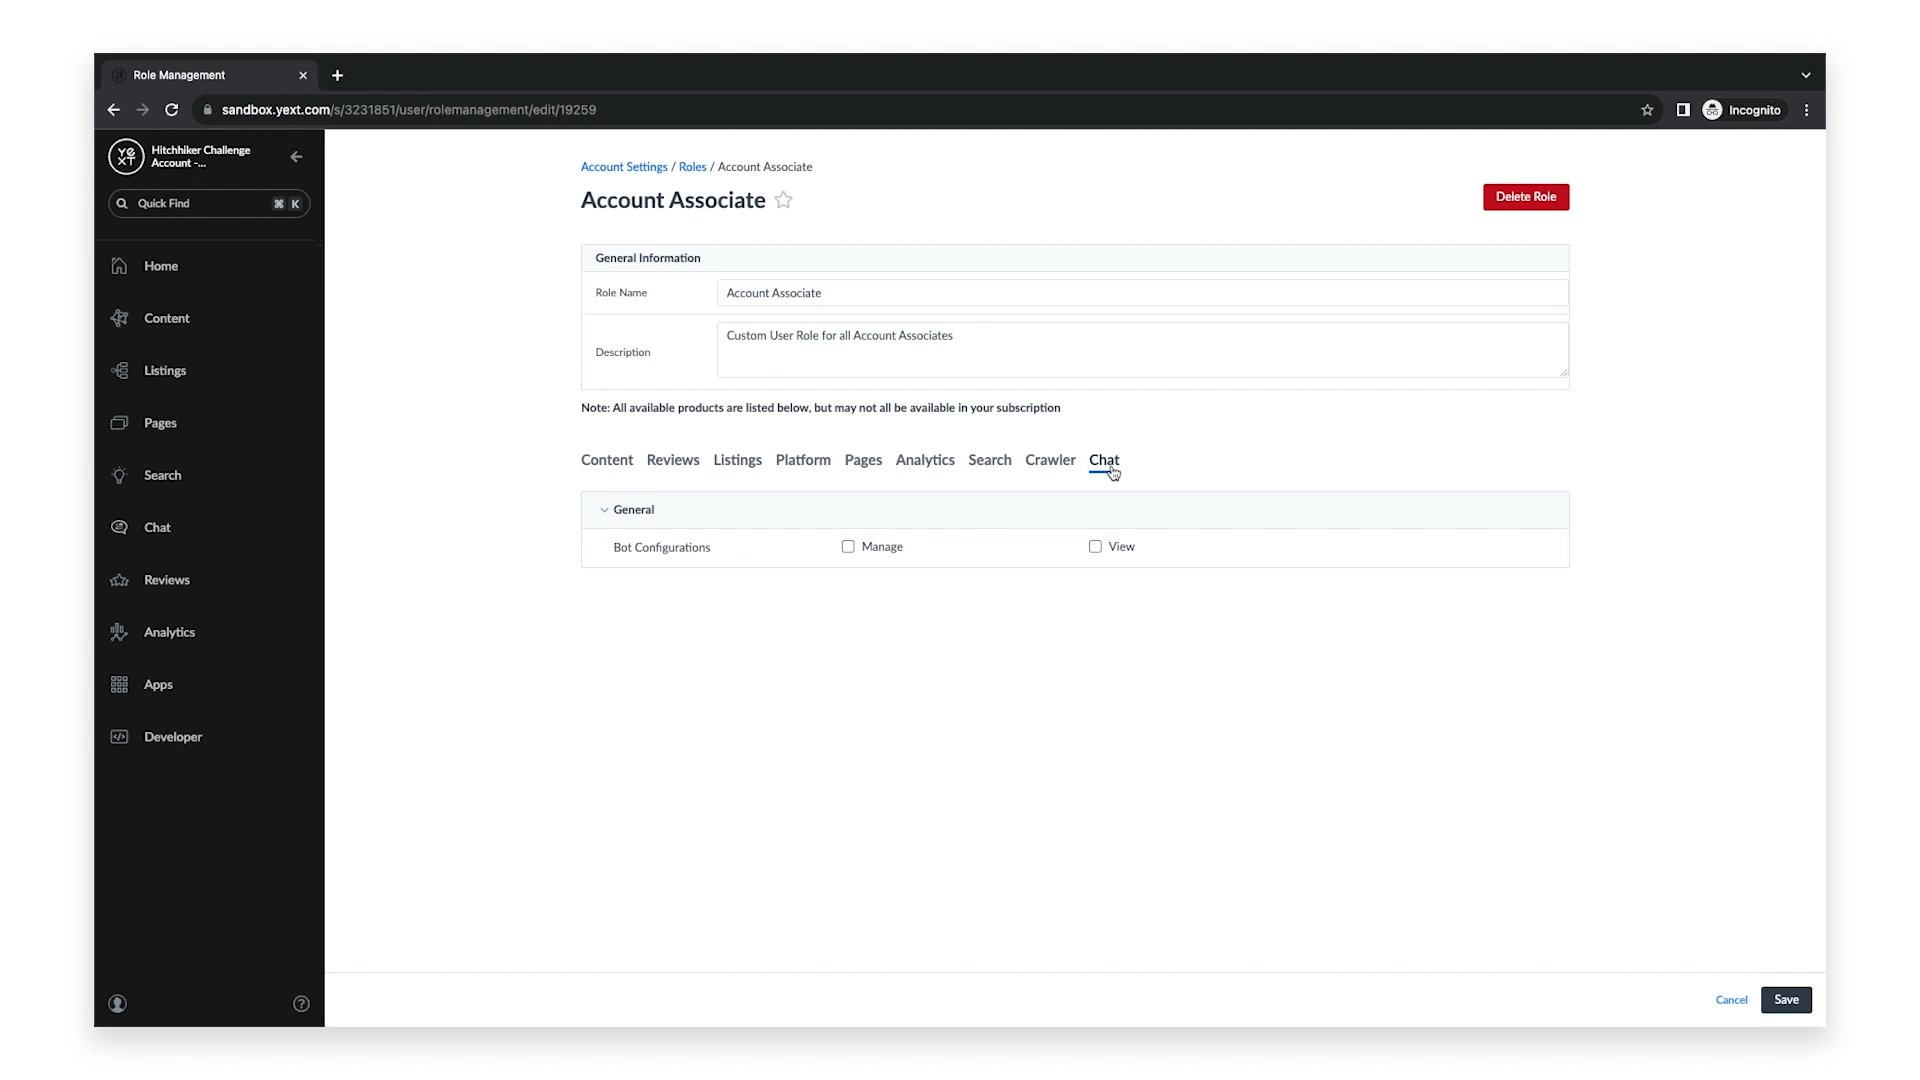 Role Management
sandbox.yext.com/s/3231851/user/rolemanagement/edit/19259
Incognito
YEXT
Hitchhiker Challenge
Account -...
Quick Find ⌘ K
Home
Content
Listings
Pages
Search
Chat
Reviews
Analytics
Apps
Developer
Account Settings / Roles / Account Associate
Account Associate
Delete Role
General Information
Role Name Account Associate
Description Custom User Role for all Account Associates
Note: All available products are listed below, but may not all be available in your subscription
Content Reviews Listings Platform Pages Analytics Search Crawler Chat
General
Bot Configurations Manage View
Cancel Save